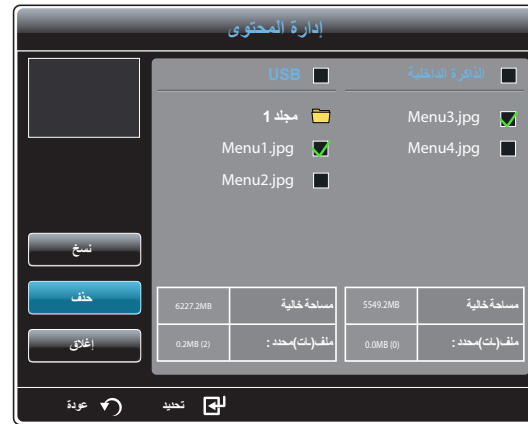 إدارة المحتوى
الذاكرة الداخلية
Menu3.jpg
Menu4.jpg
USB
مجلد 1
Menu1.jpg
Menu2.jpg
نسخ
حذف
إغلاق
مساحة خالية 5549.2MB
ملف(ـات)محدد : 0.0MB (0)
مساحة خالية 6227.2MB
ملف(ـات)محدد : 0.2MB (2)
تحديد
عودة